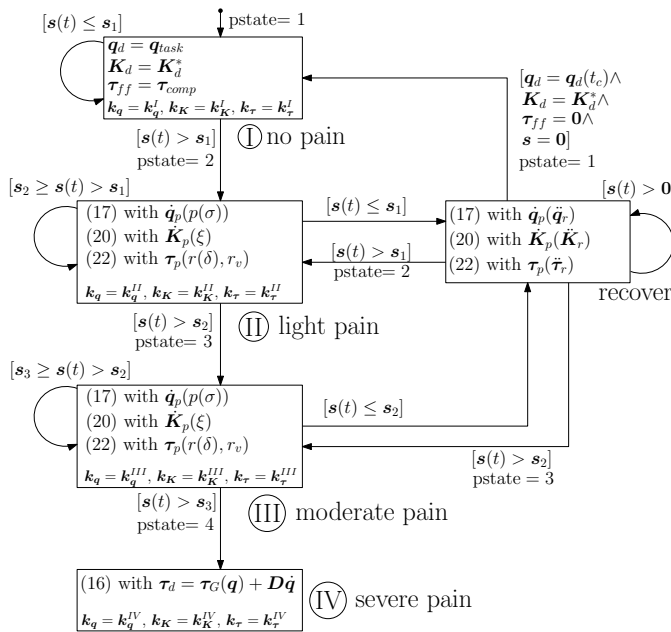 [s(t) ≤ s₁]
pstate= 1
q_d = q_task
K_d = K_d^*
τ_ff = τ_comp
k_q = k_q^I, k_K = k_K^I, k_τ = k_τ^I
I no pain
[s(t) > s₁]
pstate= 2
[q_d = q_d(t_c)∧
K_d = K_d^*∧
τ_ff = 0∧
s = 0]
pstate= 1
[s₂ ≥ s(t) > s₁]
(17) with q̇_p(p(σ))
(20) with K̇_p(ξ)
(22) with τ_p(r(δ), r_v)
k_q = k_q^II, k_K = k_K^II, k_τ = k_τ^II
II light pain
[s(t) ≤ s₁]
[s(t) > s₁]
pstate= 2
[s(t) > 0]
(17) with q̇_p(q̈_r)
(20) with K̇_p(K̈_r)
(22) with τ_p(τ̈_r)
recover
[s(t) > s₂]
pstate= 3
[s₃ ≥ s(t) > s₂]
(17) with q̇_p(p(σ))
(20) with K̇_p(ξ)
(22) with τ_p(r(δ), r_v)
k_q = k_q^III, k_K = k_K^III, k_τ = k_τ^III
III moderate pain
[s(t) ≤ s₂]
[s(t) > s₂]
pstate = 3
[s(t) > s₃]
pstate= 4
(16) with τ_d = τ_G(q) + Dq̇
k_q = k_q^IV, k_K = k_K^IV, k_τ = k_τ^IV
IV severe pain